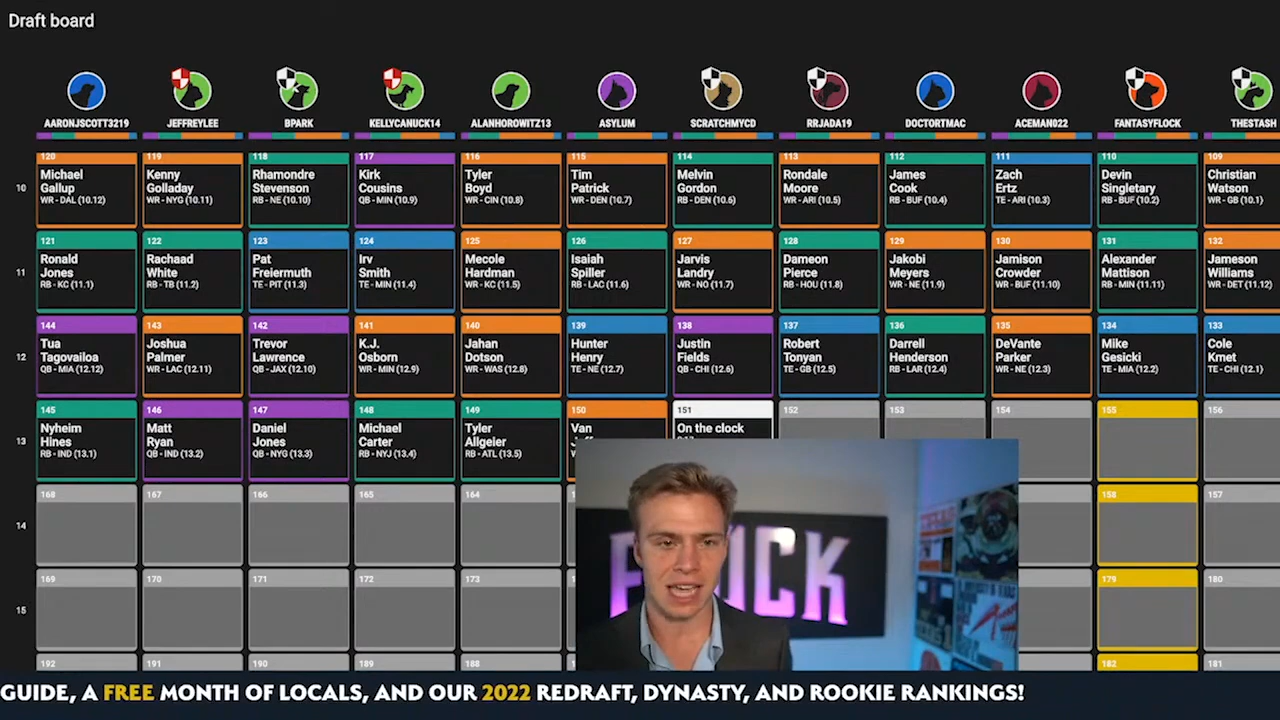 Draft board
AARONJSCOTT3219 JEFFREYLEE BPARK KELLYCANUCK14 ALANHOROWITZ13 ASYLUM SCRATCHMYCD RRJADA19 DOCTORTMAC ACEMAN022 FANTASYFLOCK THESTASH
120 119 118 117 116 115 114 113 112 111 110 109
10
Michael Kenny Rhamondre Kirk Tyler Tim Melvin Rondale James Zach Devin Christian
Gallup Golladay Stevenson Cousins Boyd Patrick Gordon Moore Cook Ertz Singletary Watson
WR - DAL (10.12) WR - NYG (10.11) RB - NE (10.10) QB - MIN (10.9) WR - CIN (10.8) WR - DEN (10.7) RB - DEN (10.6) WR - ARI (10.5) RB - BUF (10.4) TE - ARI (10.3) RB - BUF (10.2) WR - GB (10.1)
121 122 123 124 125 126 127 128 129 130 131 132
11
Ronald Rachaad Pat Irv Mecole Isaiah Jarvis Dameon Jakobi Jamison Alexander Jameson
Jones White Freiermuth Smith Hardman Spiller Landry Pierce Meyers Crowder Mattison Williams
RB - KC (11.1) RB - TB (11.2) TE - PIT (11.3) TE - MIN (11.4) WR - KC (11.5) RB - LAC (11.6) WR - NO (11.7) RB - HOU (11.8) WR - NE (11.9) WR - BUF (11.10) RB - MIN (11.11) WR - DET (11.12)
144 143 142 141 140 139 138 137 136 135 134 133
12
Tua Joshua Trevor K.J. Jahan Hunter Justin Robert Darrell DeVante Mike Cole
Tagovailoa Palmer Lawrence Osborn Dotson Henry Fields Tonyan Henderson Parker Gesicki Kmet
QB - MIA (12.12) WR - LAC (12.11) QB - JAX (12.10) WR - MIN (12.9) WR - WAS (12.8) TE - NE (12.7) QB - CHI (12.6) TE - GB (12.5) RB - LAR (12.4) WR - NE (12.3) TE - MIA (12.2) TE - CHI (12.1)
145 146 147 148 149 150 151 152 153 154 155 156
13
Nyheim Matt Daniel Michael Tyler Van On the clock
Hines Ryan Jones Carter Allgeier
RB - IND (13.1) QB - IND (13.2) QB - NYG (13.3) RB - NYJ (13.4) RB - ATL (13.5)
168 167 166 165 164 158 157
14
169 170 171 172 173 179 180
15
192 191 190 189 188 182 181
GUIDE, A FREE MONTH OF LOCALS, AND OUR 2022 REDRAFT, DYNASTY, AND ROOKIE RANKINGS!